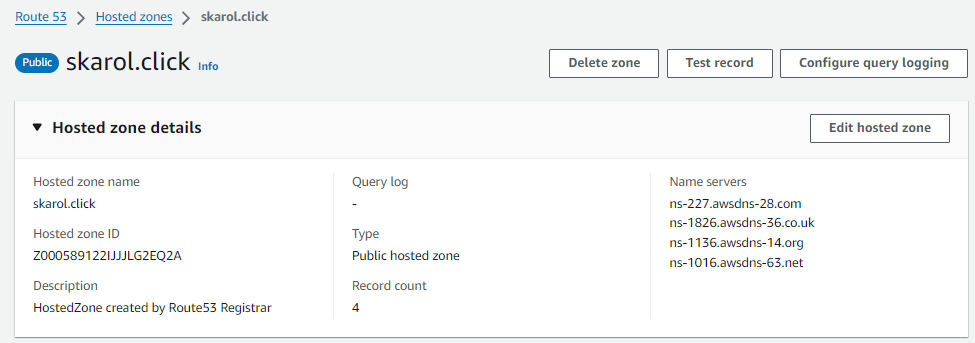 Route 53 > Hosted zones > skarol.click
Public skarol.click Info
Delete zone
Test record
Configure query logging
▼ Hosted zone details
Edit hosted zone
Hosted zone name
skarol.click
Hosted zone ID
Z000589122IJJJLG2EQ2A
Description
HostedZone created by Route53 Registrar
Query log
-
Type
Public hosted zone
Record count
4
Name servers
ns-227.awsdns-28.com
ns-1826.awsdns-36.co.uk
ns-1136.awsdns-14.org
ns-1016.awsdns-63.net